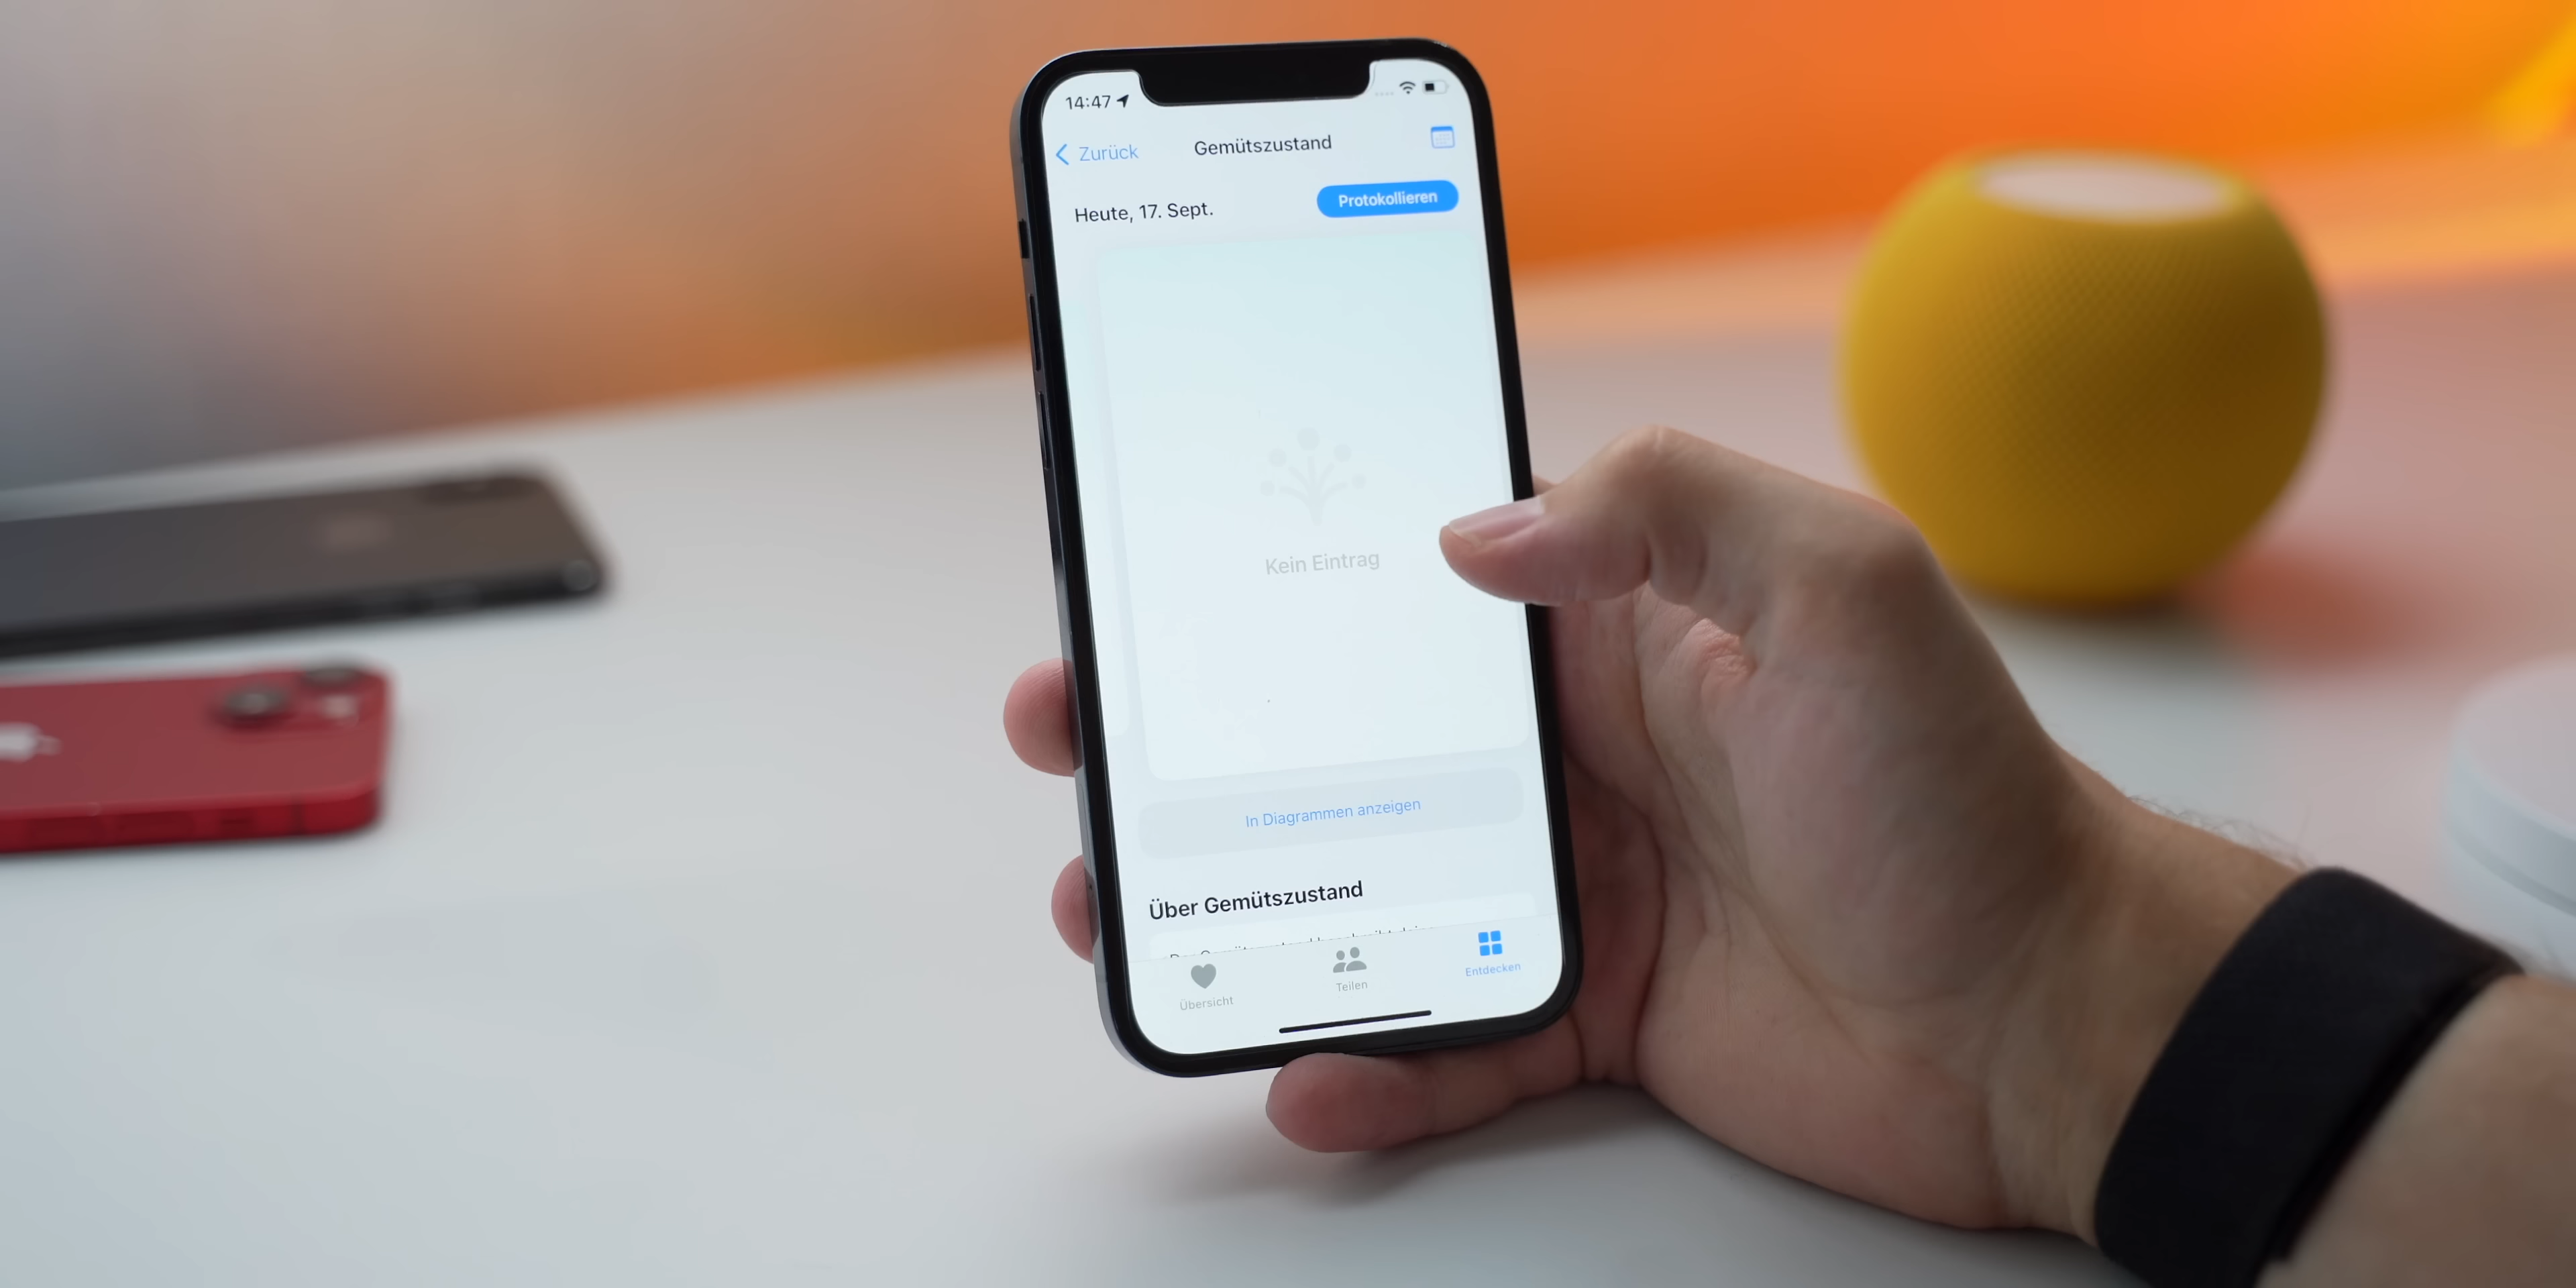 14:47
Zurück
Gemütszustand
Heute, 17. Sept.
Protokollieren
Kein Eintrag
In Diagrammen anzeigen
Über Gemütszustand
Übersicht
Teilen
Entdecken